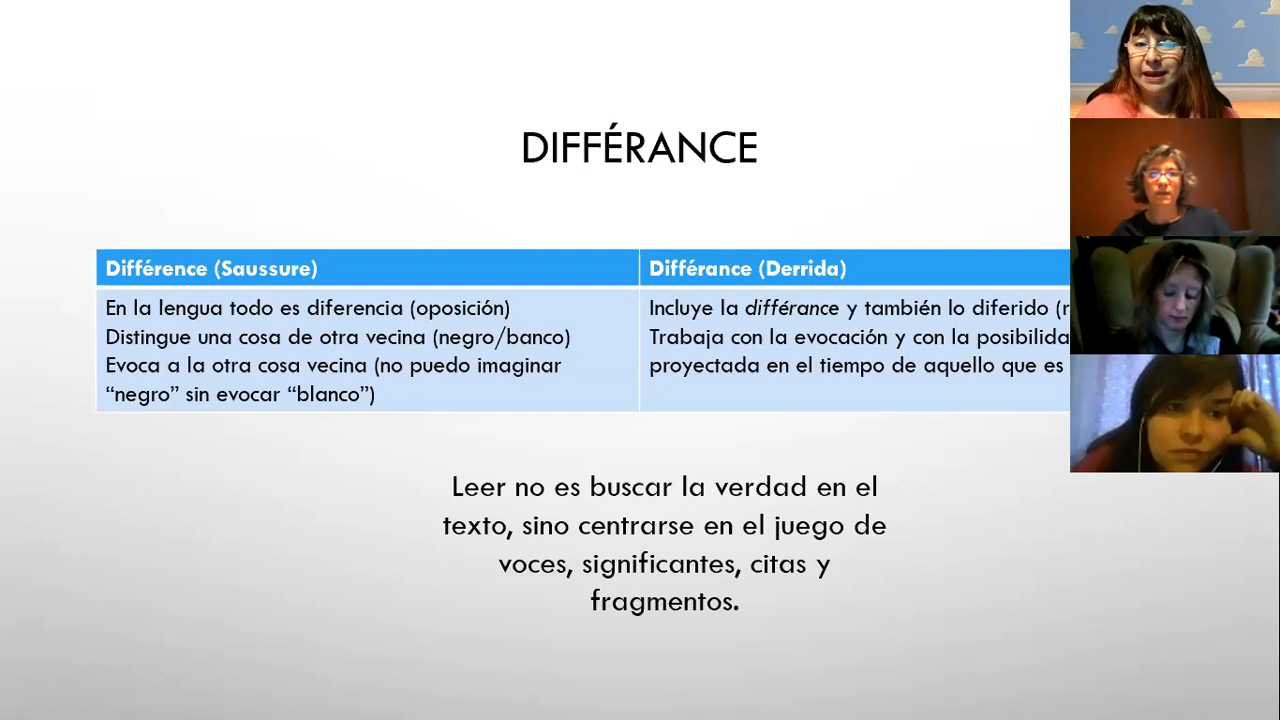 DIFFÉRANCE
Différence (Saussure)
Différance (Derrida)
En la lengua todo es diferencia (oposición)
Distingue una cosa de otra vecina (negro/banco)
Evoca a la otra cosa vecina (no puedo imaginar
“negro” sin evocar “blanco”)
Incluye la différance y también lo diferido (r
Trabaja con la evocación y con la posibilida
proyectada en el tiempo de aquello que es
Leer no es buscar la verdad en el
texto, sino centrarse en el juego de
voces, significantes, citas y
fragmentos.